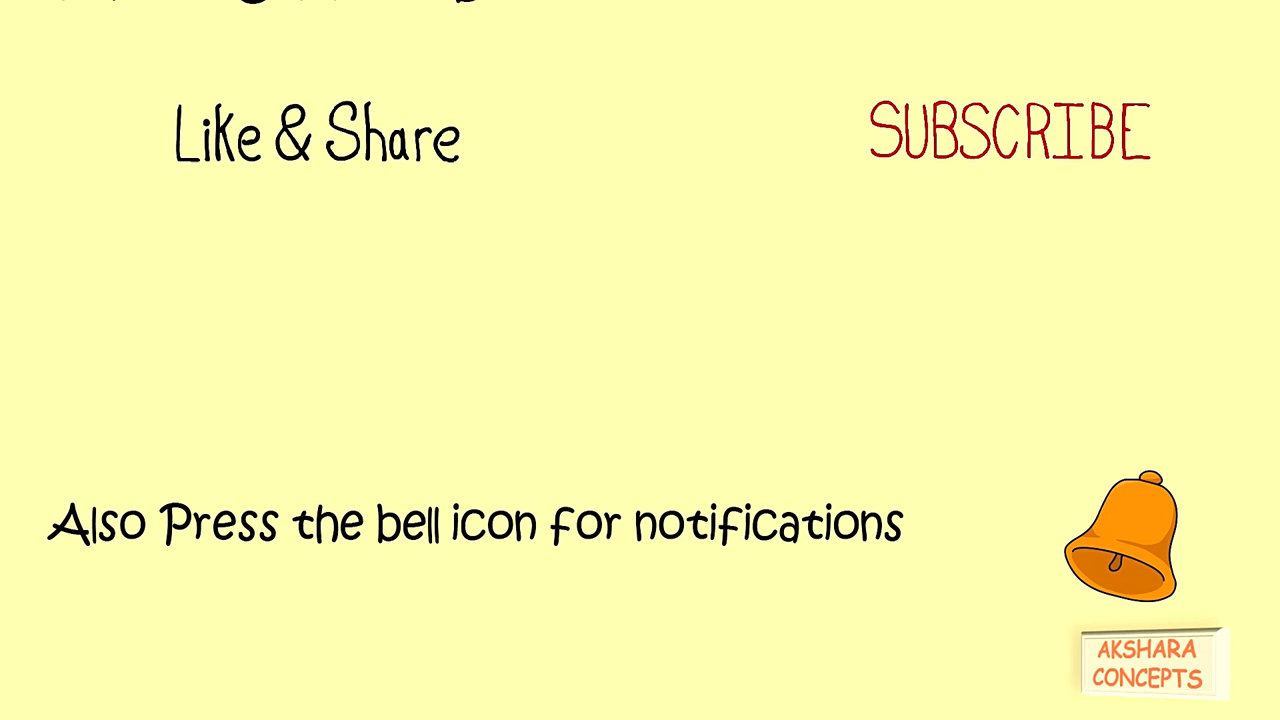 Like & Share
SUBSCRIBE
Also Press the bell icon for notifications
AKSHARA
CONCEPTS